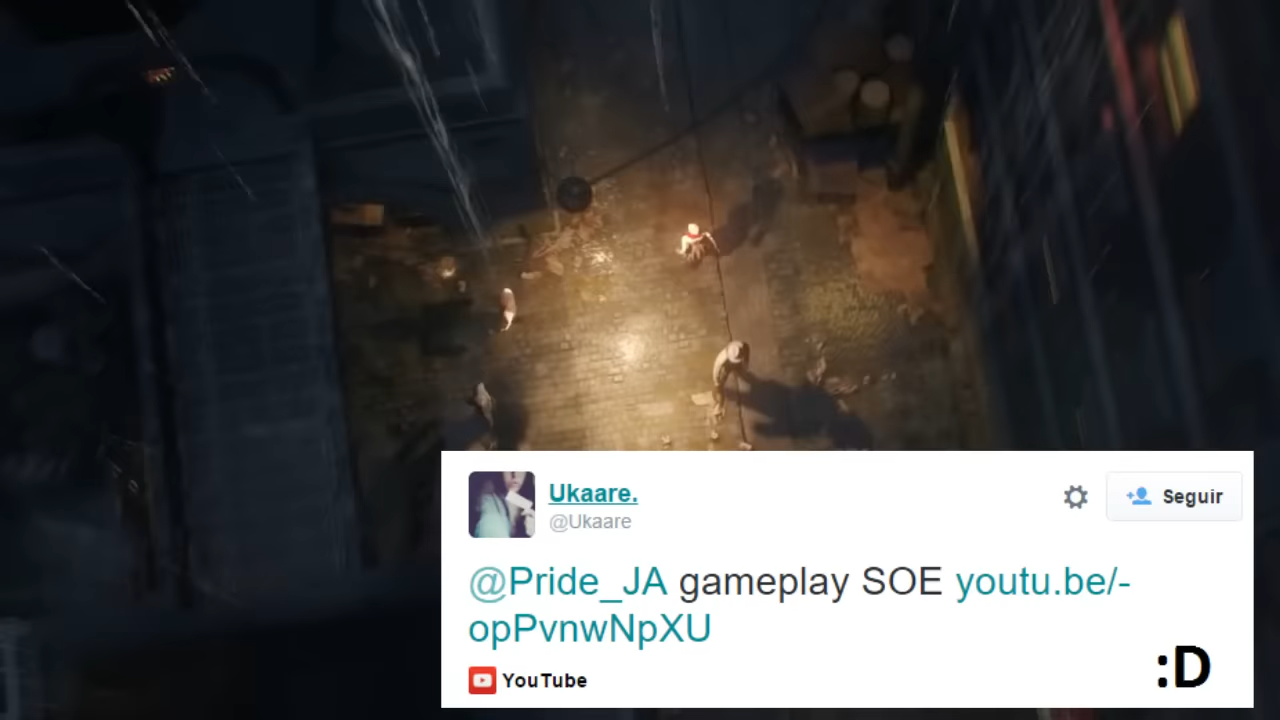 Ukaare.
@Ukaare
Seguir
@Pride_JA gameplay SOE youtu.be/-
opPvnwNpXU
YouTube
:D